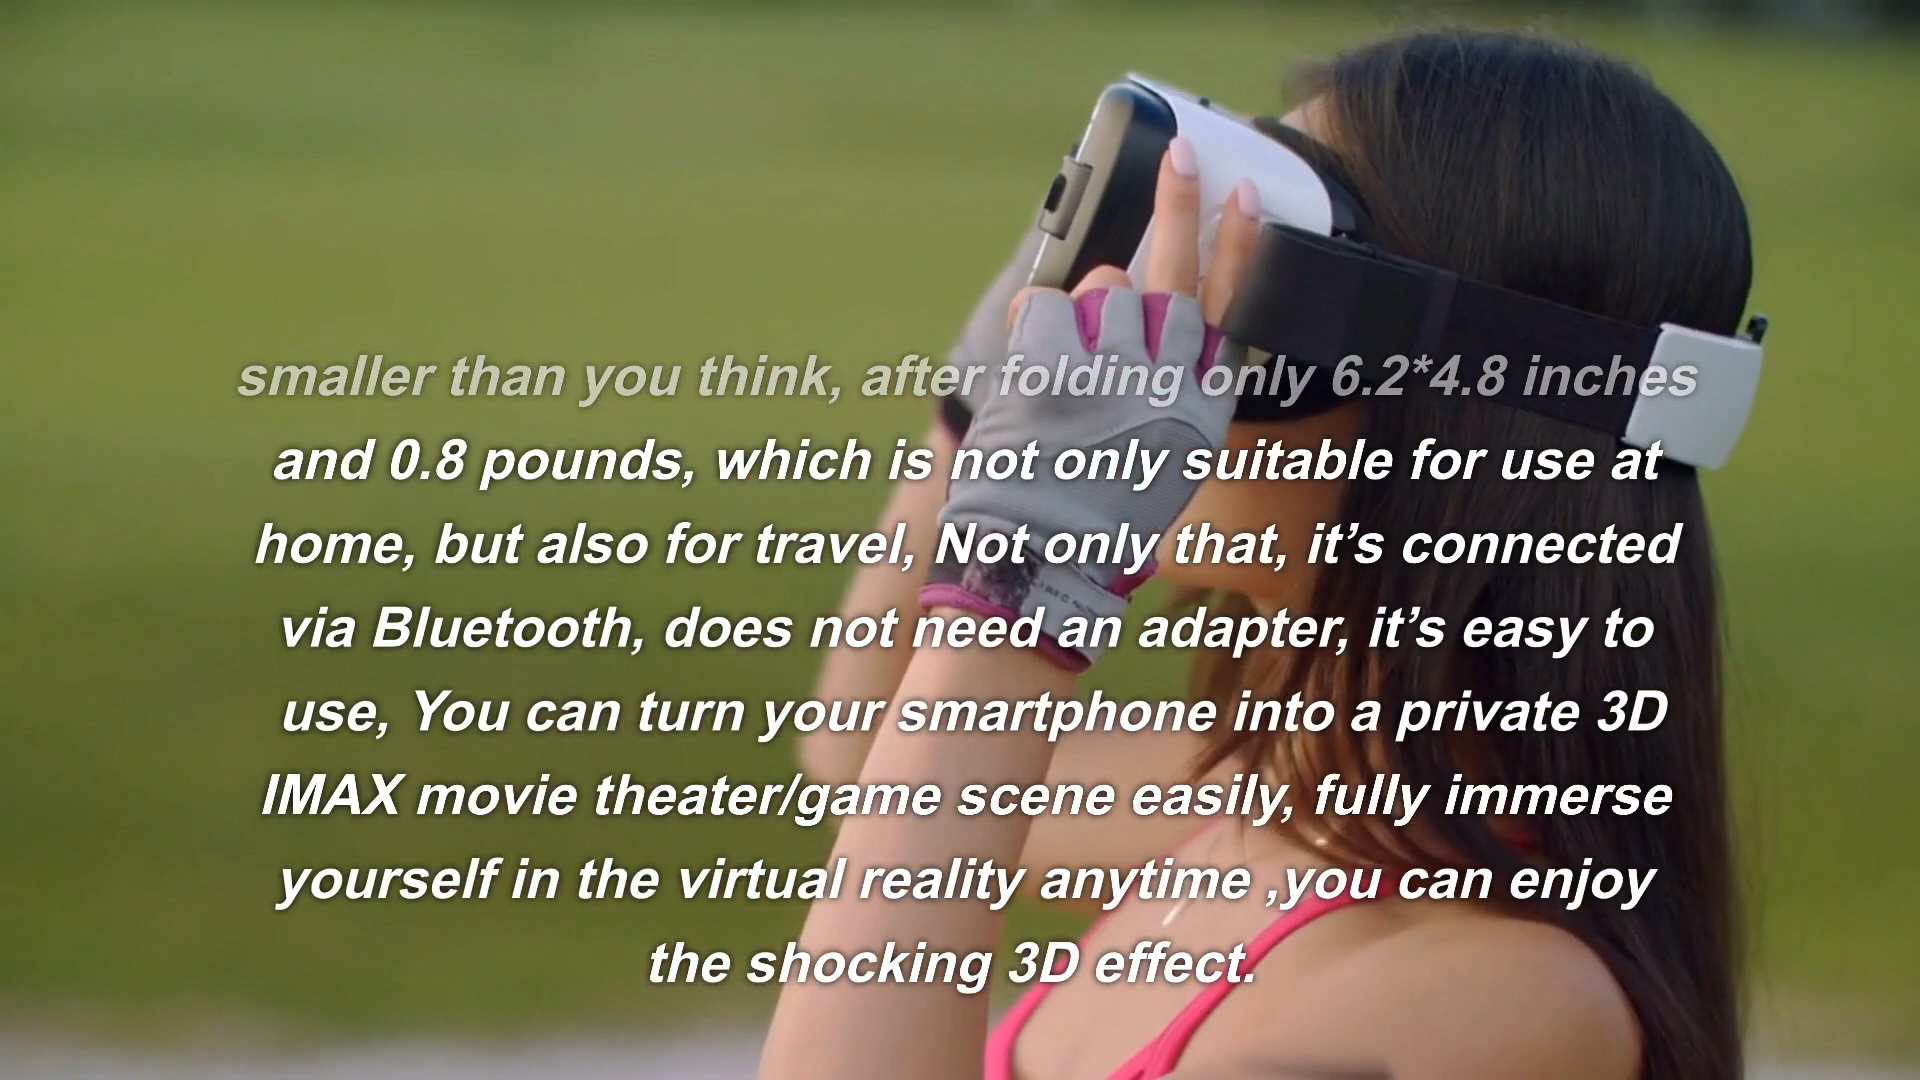 smaller than you think, after folding only 6.2*4.8 inches
and 0.8 pounds, which is not only suitable for use at
home, but also for travel, Not only that, it’s connected
via Bluetooth, does not need an adapter, it’s easy to
use, You can turn your smartphone into a private 3D
IMAX movie theater/game scene easily, fully immerse
yourself in the virtual reality anytime ,you can enjoy
the shocking 3D effect.